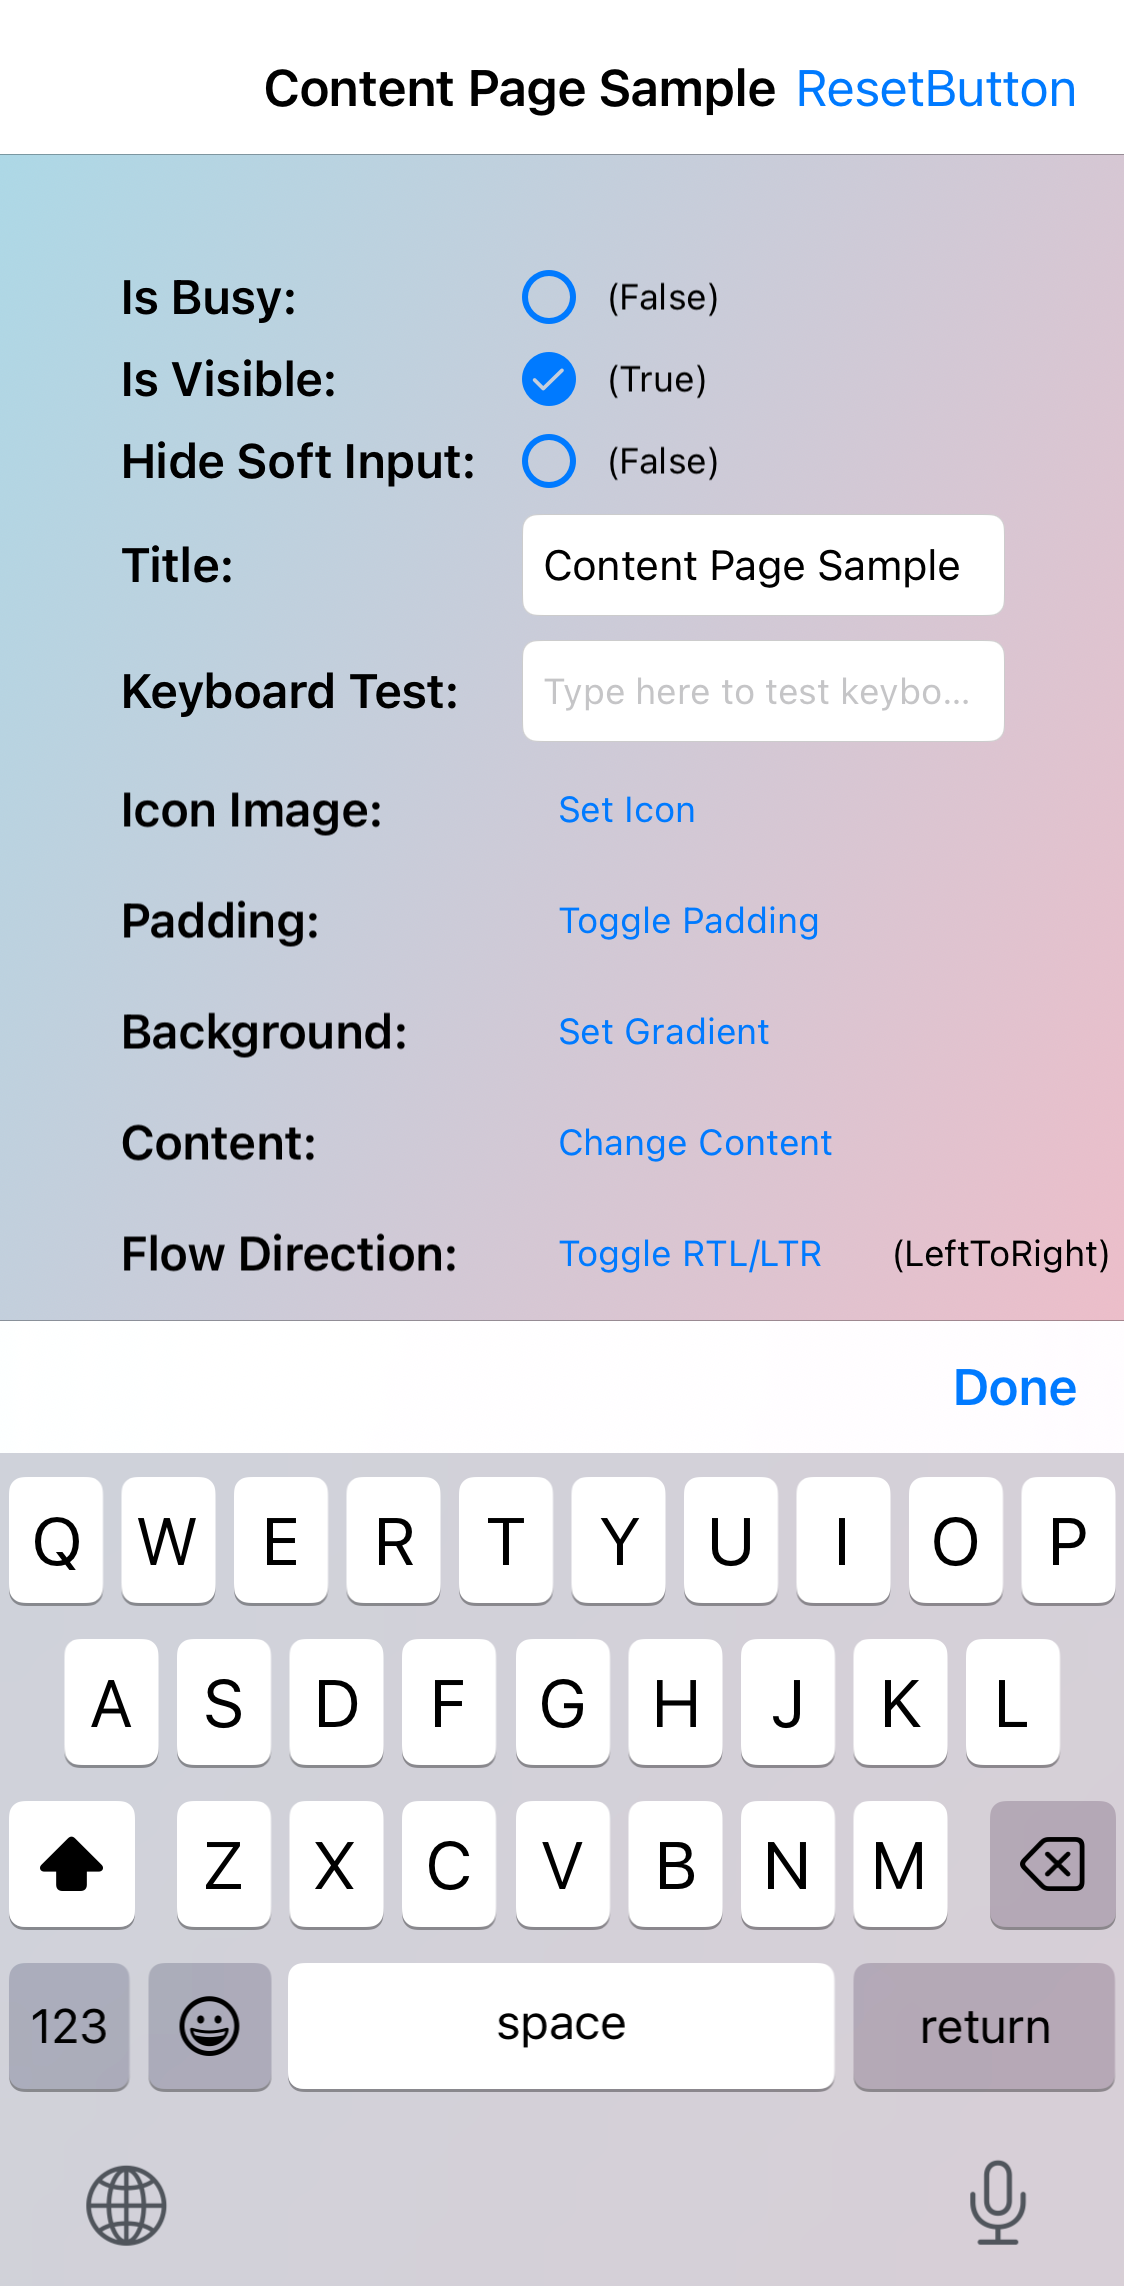 Content Page Sample ResetButton
Is Busy: (False)
Is Visible: (True)
Hide Soft Input: (False)
Title: Content Page Sample
Keyboard Test: Type here to test keybo...
Icon Image: Set Icon
Padding: Toggle Padding
Background: Set Gradient
Content: Change Content
Flow Direction: Toggle RTL/LTR (LeftToRight)
Done
Q W E R T Y U I O P
A S D F G H J K L
Z X C V B N M
123 space return